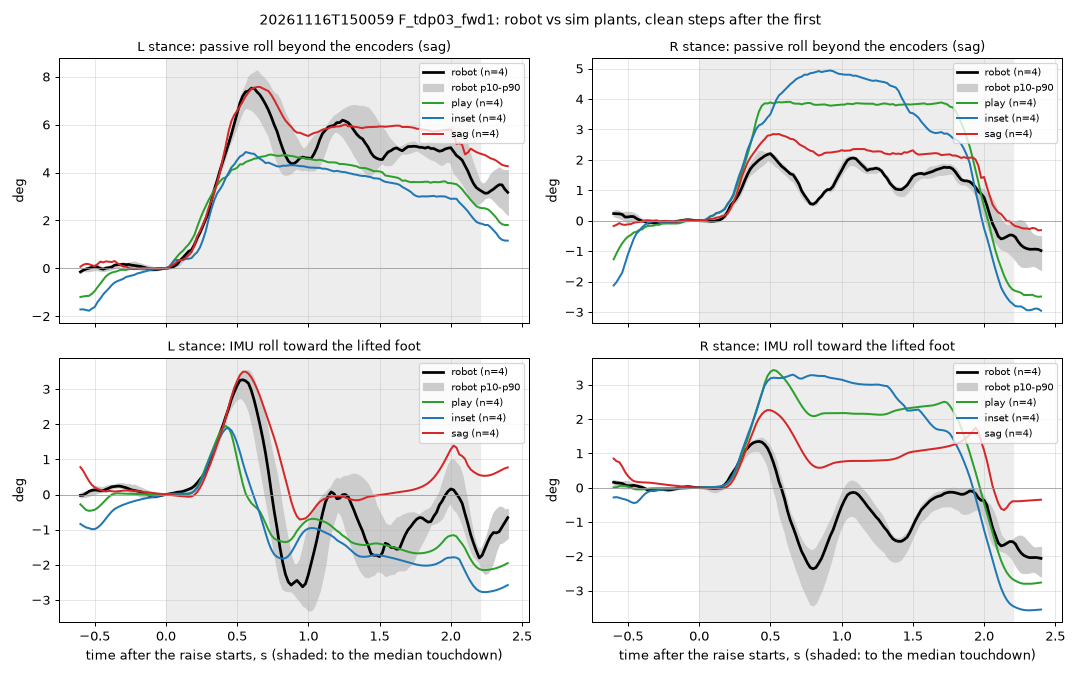 20261116T150059 F_tdp03_fwd1: robot vs sim plants, clean steps after the first
L stance: passive roll beyond the encoders (sag)
deg
8
6
4
2
0
−2
robot (n=4)
robot p10-p90
play (n=4)
inset (n=4)
sag (n=4)
R stance: passive roll beyond the encoders (sag)
deg
5
4
3
2
1
0
−1
−2
−3
robot (n=4)
robot p10-p90
play (n=4)
inset (n=4)
sag (n=4)
L stance: IMU roll toward the lifted foot
deg
3
2
1
0
−1
−2
−3
robot (n=4)
robot p10-p90
play (n=4)
inset (n=4)
sag (n=4)
−0.5 0.0 0.5 1.0 1.5 2.0 2.5
time after the raise starts, s (shaded: to the median touchdown)
R stance: IMU roll toward the lifted foot
deg
3
2
1
0
−1
−2
−3
robot (n=4)
robot p10-p90
play (n=4)
inset (n=4)
sag (n=4)
−0.5 0.0 0.5 1.0 1.5 2.0 2.5
time after the raise starts, s (shaded: to the median touchdown)